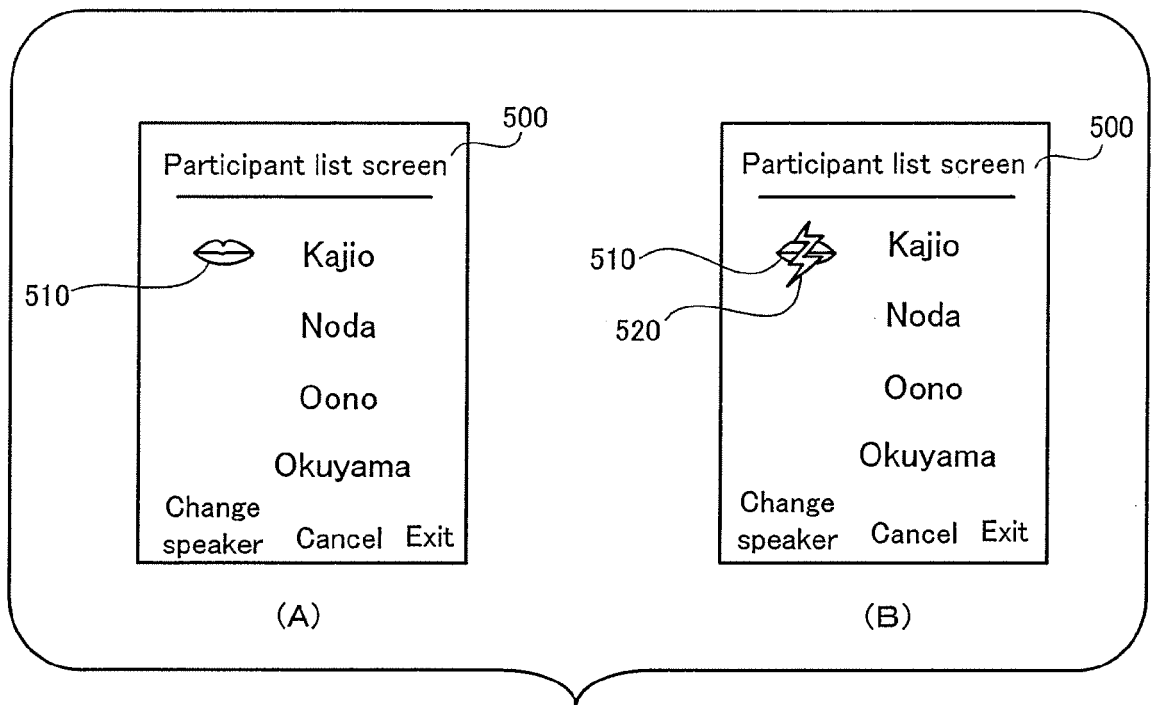 500
Participant list screen
510
Kajio
Noda
Oono
Okuyama
Change
speaker
Cancel
Exit
(A)
500
Participant list screen
510
520
Kajio
Noda
Oono
Okuyama
Change
speaker
Cancel
Exit
(B)